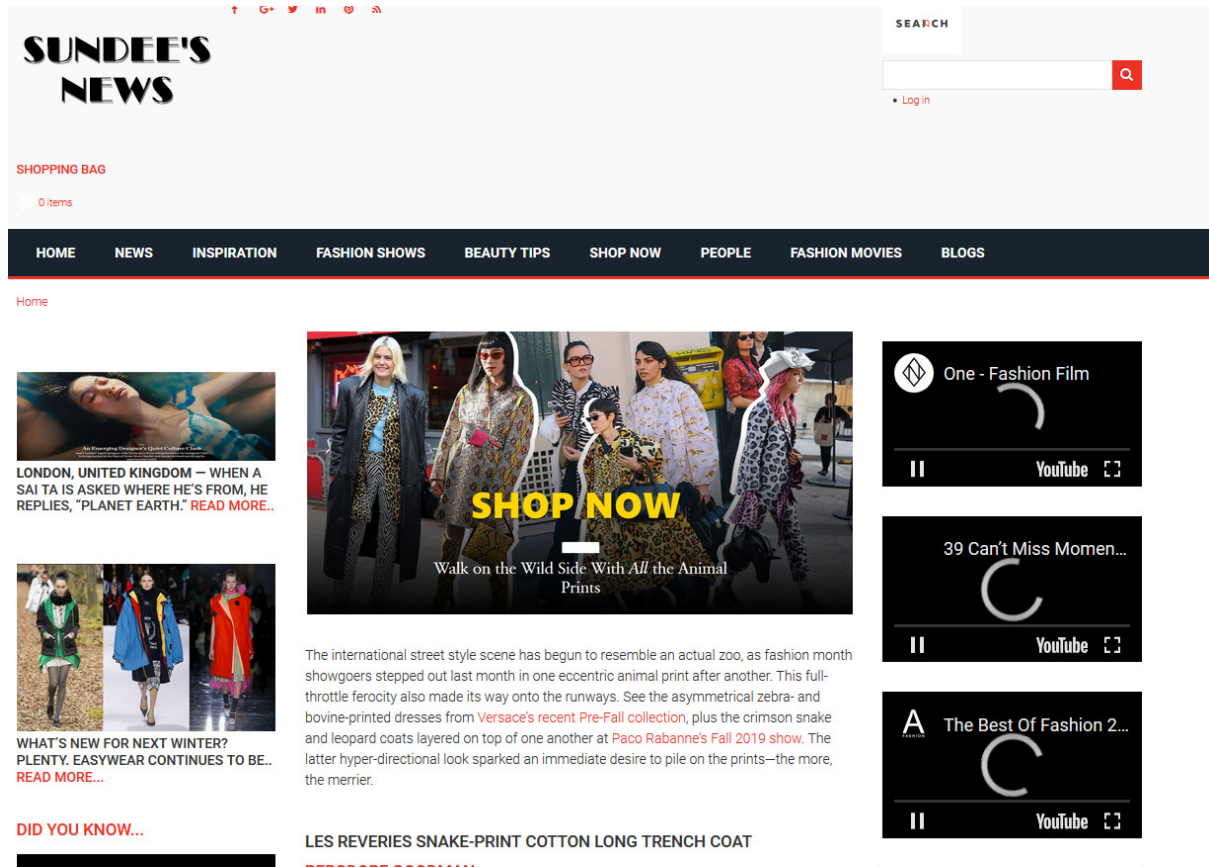 SUNDEE'S
NEWS
SEARCH
Log in
SHOPPING BAG
0 items
HOME NEWS INSPIRATION FASHION SHOWS BEAUTY TIPS SHOP NOW PEOPLE FASHION MOVIES BLOGS
Home
An Emerging Designer's Quiet Culture Clash
LONDON, UNITED KINGDOM — WHEN A
SAI TA IS ASKED WHERE HE'S FROM, HE
REPLIES, “PLANET EARTH.” READ MORE..
WHAT'S NEW FOR NEXT WINTER?
PLENTY. EASYWEAR CONTINUES TO BE..
READ MORE...
DID YOU KNOW...
SHOP NOW
Walk on the Wild Side With All the Animal
Prints
The international street style scene has begun to resemble an actual zoo, as fashion month
showgoers stepped out last month in one eccentric animal print after another. This full-
throttle ferocity also made its way onto the runways. See the asymmetrical zebra- and
bovine-printed dresses from Versace's recent Pre-Fall collection, plus the crimson snake
and leopard coats layered on top of one another at Paco Rabanne's Fall 2019 show. The
latter hyper-directional look sparked an immediate desire to pile on the prints—the more,
the merrier.
LES REVERIES SNAKE-PRINT COTTON LONG TRENCH COAT
One - Fashion Film
YouTube
39 Can't Miss Momen...
YouTube
A
FASHION
The Best Of Fashion 2...
YouTube